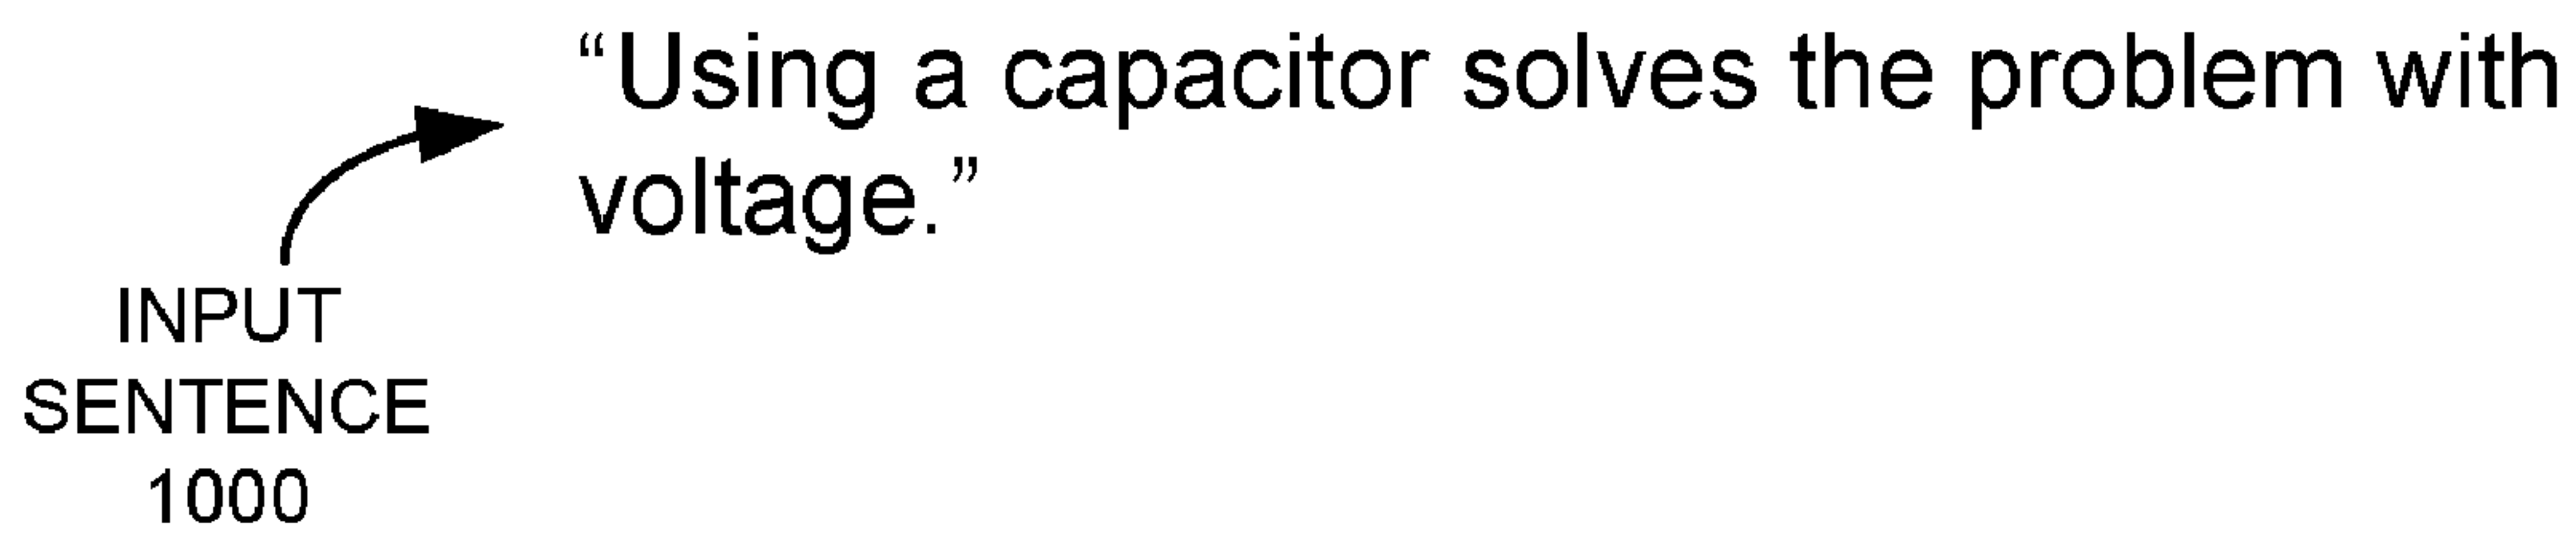 “Using a capacitor solves the problem with
voltage.”
INPUT
SENTENCE
1000